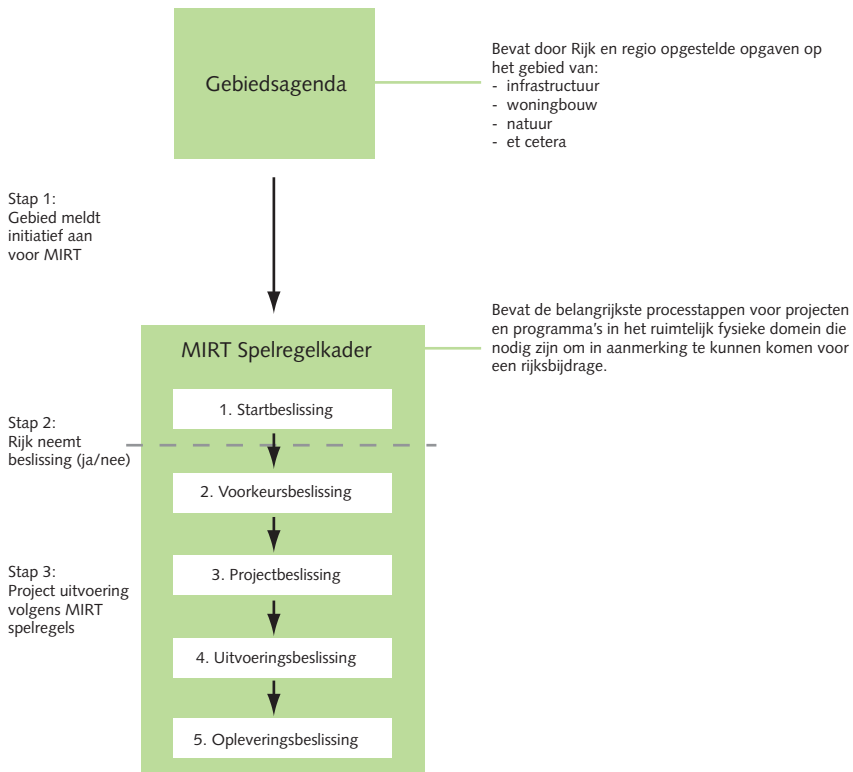 Gebiedsagenda
Bevat door Rijk en regio opgestelde opgaven op
het gebied van:
- infrastructuur
- woningbouw
- natuur
- et cetera
Stap 1:
Gebied meldt
initiatief aan
voor MIRT
MIRT Spelregelkader
Bevat de belangrijkste processtappen voor projecten
en programma's in het ruimtelijk fysieke domein die
nodig zijn om in aanmerking te kunnen komen voor
een rijksbijdrage.
1. Startbeslissing
Stap 2:
Rijk neemt
beslissing (ja/nee)
2. Voorkeursbeslissing
3. Projectbeslissing
Stap 3:
Project uitvoering
volgens MIRT
spelregels
4. Uitvoeringsbeslissing
5. Opleveringsbeslissing